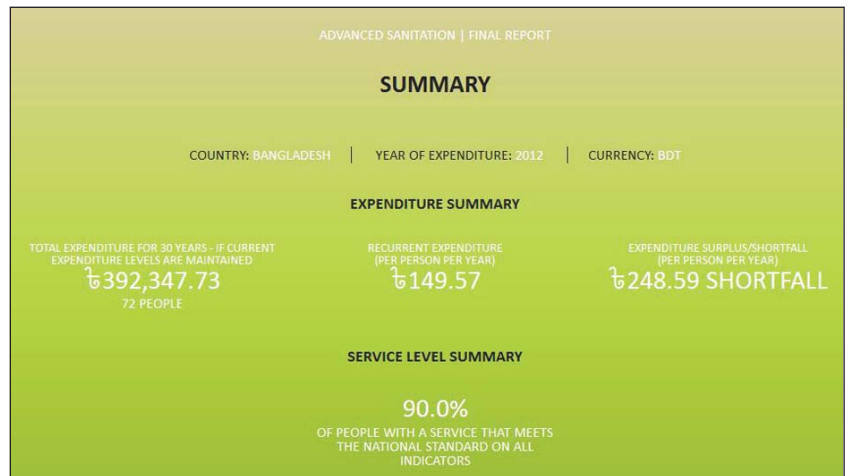 ADVANCED SANITATION | FINAL REPORT
SUMMARY
COUNTRY: BANGLADESH | YEAR OF EXPENDITURE: 2012 | CURRENCY: BDT
EXPENDITURE SUMMARY
TOTAL EXPENDITURE FOR 30 YEARS - IF CURRENT
EXPENDITURE LEVELS ARE MAINTAINED
৳392,347.73
72 PEOPLE
RECURRENT EXPENDITURE
(PER PERSON PER YEAR)
৳149.57
EXPENDITURE SURPLUS/SHORTFALL
(PER PERSON PER YEAR)
৳248.59 SHORTFALL
SERVICE LEVEL SUMMARY
90.0%
OF PEOPLE WITH A SERVICE THAT MEETS
THE NATIONAL STANDARD ON ALL
INDICATORS